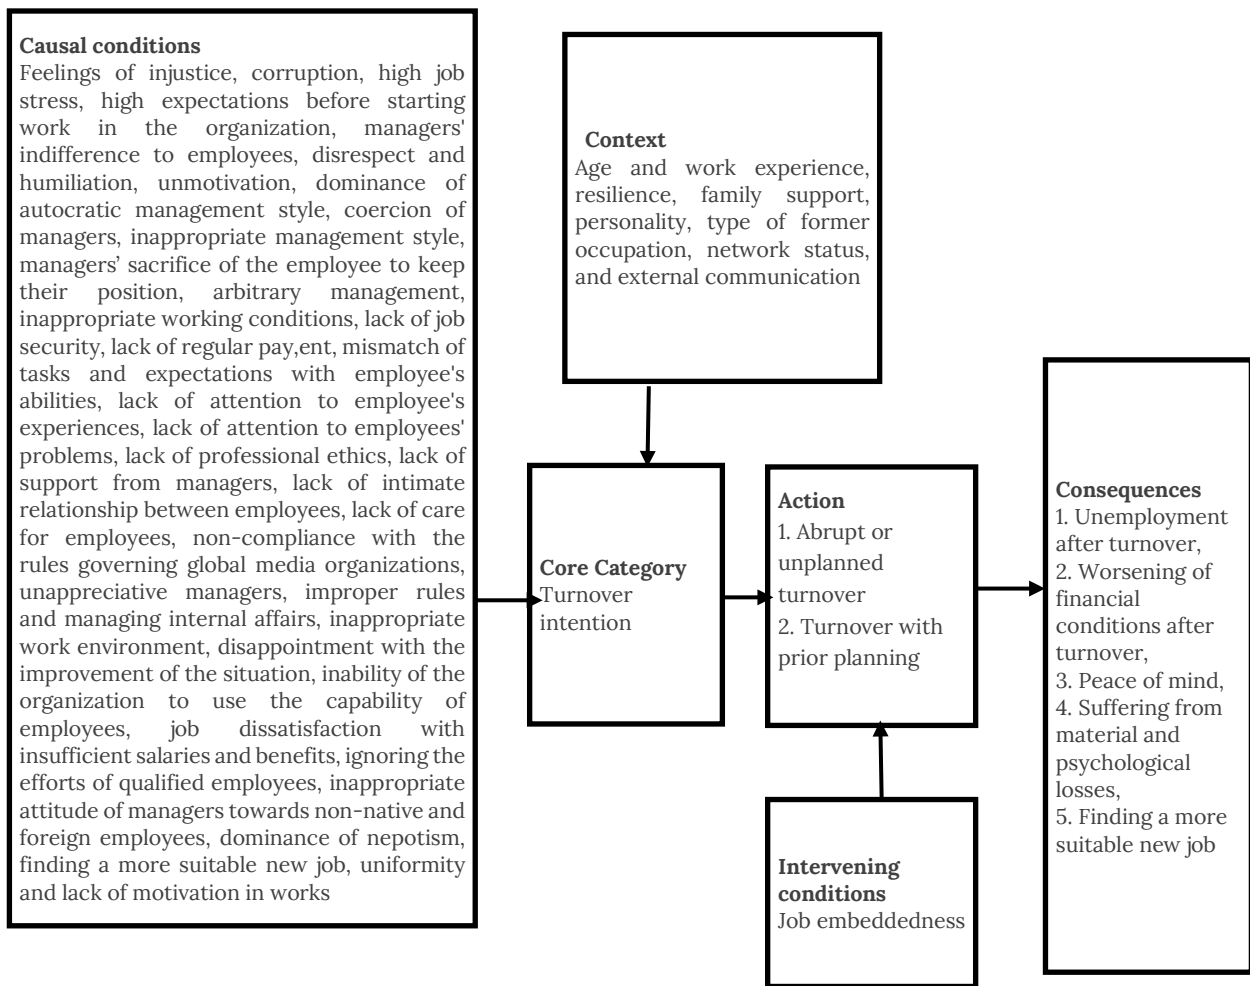 Causal conditions
Feelings of injustice, corruption, high job
stress, high expectations before starting
work in the organization, managers'
indifference to employees, disrespect and
humiliation, unmotivation, dominance of
autocratic management style, coercion of
managers, inappropriate management style,
managers’ sacrifice of the employee to keep
their position, arbitrary management,
inappropriate working conditions, lack of job
security, lack of regular pay,ent, mismatch of
tasks and expectations with employee's
abilities, lack of attention to employee's
experiences, lack of attention to employees'
problems, lack of professional ethics, lack of
support from managers, lack of intimate
relationship between employees, lack of care
for employees, non-compliance with the
rules governing global media organizations,
unappreciative managers, improper rules
and managing internal affairs, inappropriate
work environment, disappointment with the
improvement of the situation, inability of the
organization to use the capability of
employees, job dissatisfaction with
insufficient salaries and benefits, ignoring the
efforts of qualified employees, inappropriate
attitude of managers towards non-native and
foreign employees, dominance of nepotism,
finding a more suitable new job, uniformity
and lack of motivation in works
Context
Age and work experience,
resilience, family support,
personality, type of former
occupation, network status,
and external communication
Core Category
Turnover
intention
Action
1. Abrupt or
unplanned
turnover
2. Turnover with
prior planning
Intervening
conditions
Job embeddedness
Consequences
1. Unemployment
after turnover,
2. Worsening of
financial
conditions after
turnover,
3. Peace of mind,
4. Suffering from
material and
psychological
losses,
5. Finding a more
suitable new job